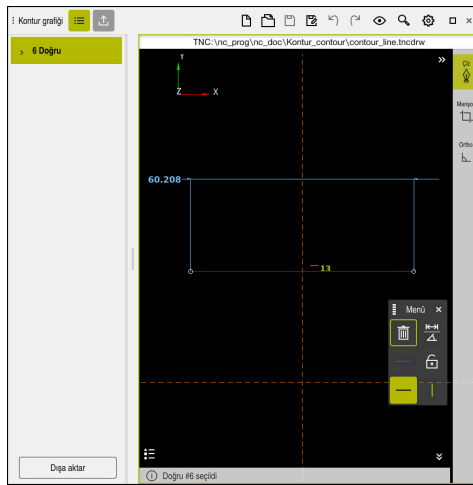 Kontur grafiği
TNC:\nc_prog\nc_doc\Kontur_contour\contour_line.tncdrw
6 Doğru
Y
Z
X
Çiz
Ortho
60.208
13
Menü
Dışa aktar
Doğru #6 seçildi